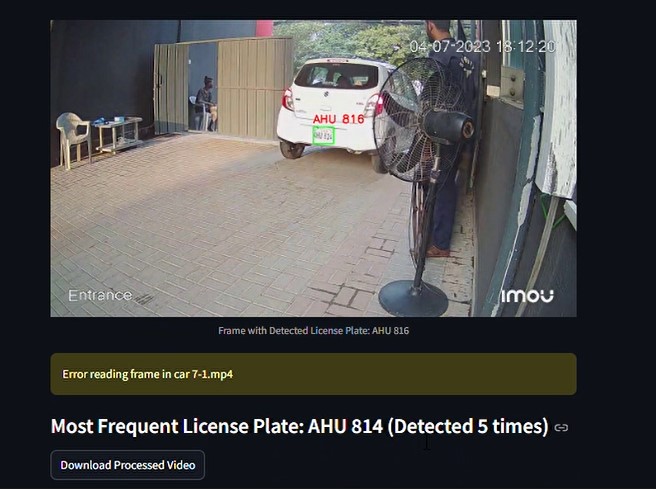 04-07-2023 18:12:20
AHU 816
Entrance
imou
Frame with Detected License Plate: AHU 816
Error reading frame in car 7-1.mp4
Most Frequent License Plate: AHU 814 (Detected 5 times)
Download Processed Video